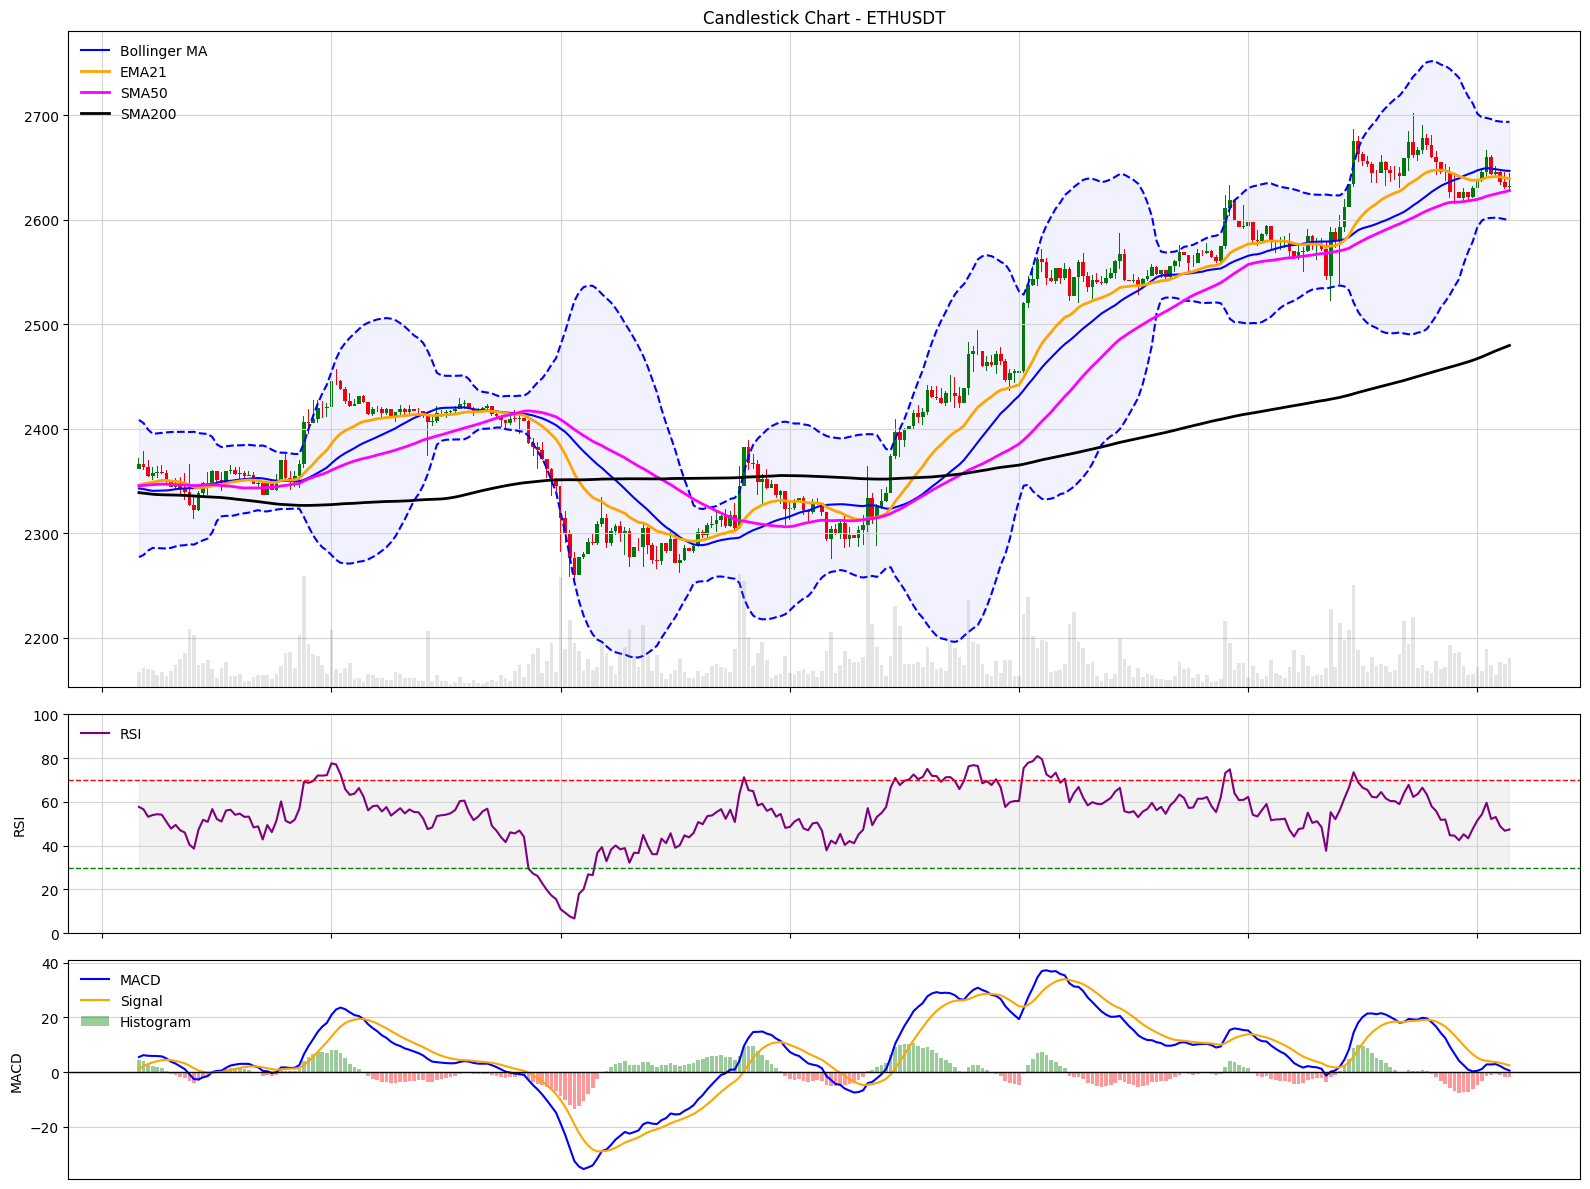 Candlestick Chart - ETHUSDT
Bollinger MA
EMA21
SMA50
SMA200
2700
2600
2500
2400
2300
2200
100
80
60
40
20
0
RSI
RSI
40
20
0
−20
MACD
Signal
Histogram
MACD